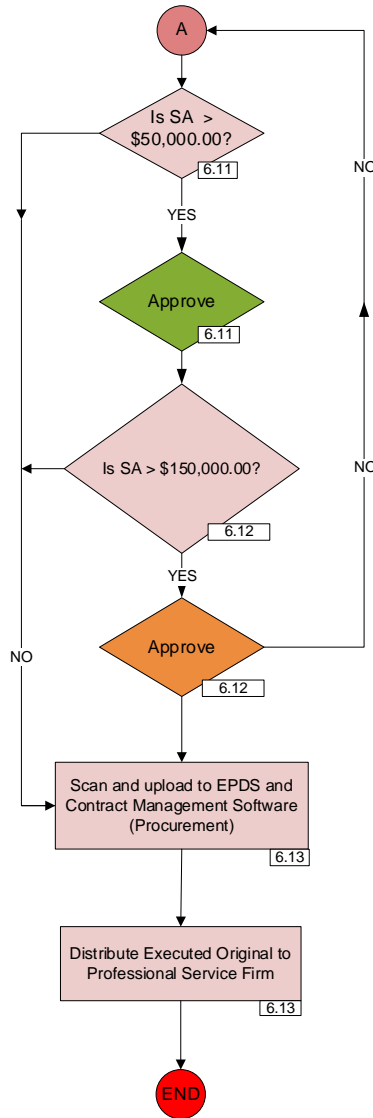 A
Is SA >
$50,000.00?
6.11
NO
YES
Approve
6.11
Is SA > $150,000.00?
NO
6.12
YES
Approve
NO
6.12
Scan and upload to EPDS and
Contract Management Software
(Procurement)
6.13
Distribute Executed Original to
Professional Service Firm
6.13
END